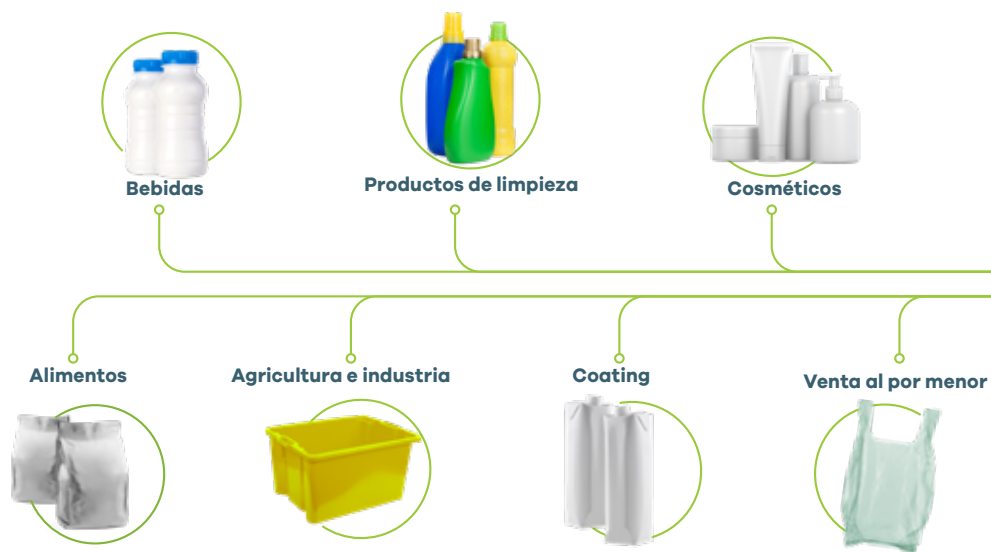 Bebidas
Productos de limpieza
Cosméticos
Alimentos
Agricultura e industria
Coating
Venta al por menor